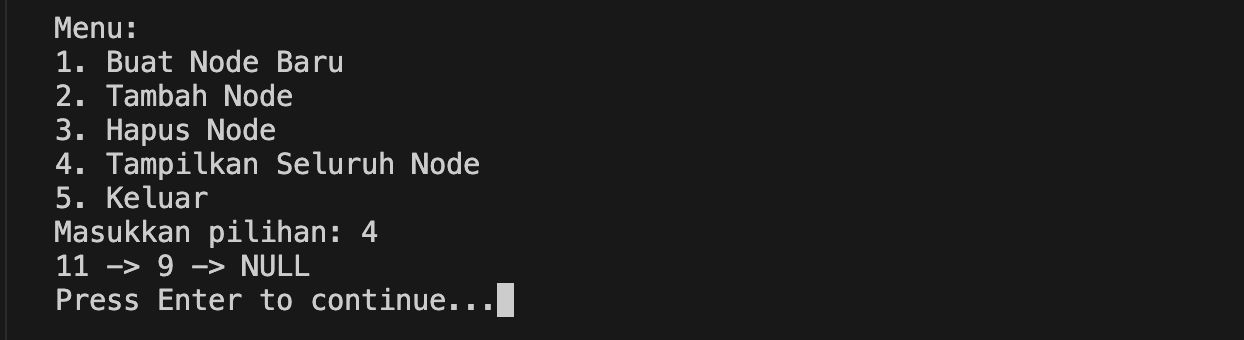 Menu:
1. Buat Node Baru
2. Tambah Node
3. Hapus Node
4. Tampilkan Seluruh Node
5. Keluar
Masukkan pilihan: 4
11 -> 9 -> NULL
Press Enter to continue...